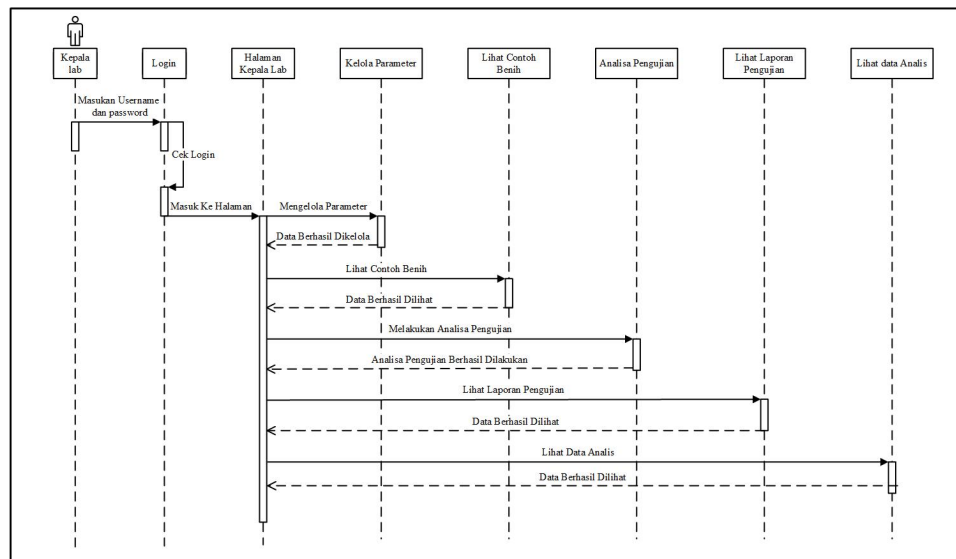 Kepala
lab
Login
Halaman
Kepala Lab
Kelola
Parameter
Lihat Contoh
Benih
Analisa Pengujian
Lihat Laporan
Pengujian
Lihat data Analis
Masukan Username
dan password
Cek Login
Masuk Ke Halaman
Mengelola Parameter
Data Berhasil Dikelola
Lihat Contoh Benih
Data Berhasil Dilihat
Melakukan Analisa Pengujian
Analisa Pengujian Berhasil Dilakukan
Lihat Laporan Pengujian
Data Berhasil Dilihat
Lihat Data Analis
Data Berhasil Dilihat